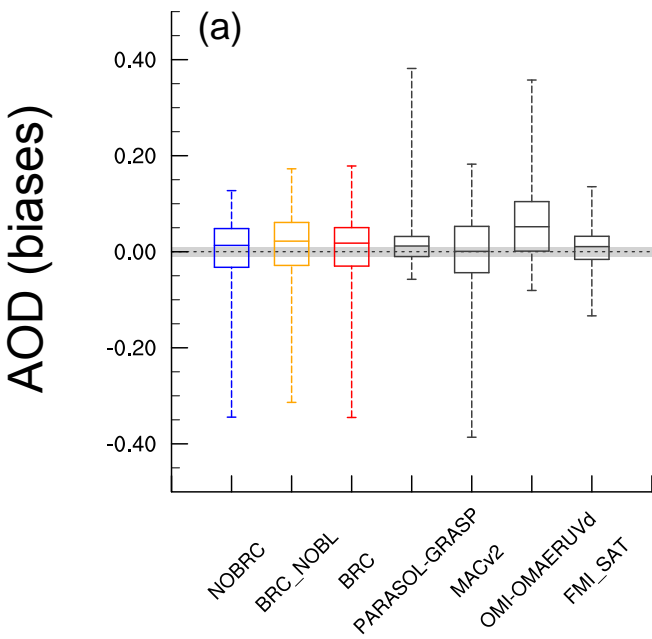 (a)
AOD (biases)
0.40
0.20
0.00
-0.20
-0.40
NOBRC
BRC_NOBL
BRC
PARASOL-GRASP
MACv2
OMI-OMAERUVd
FMI_SAT